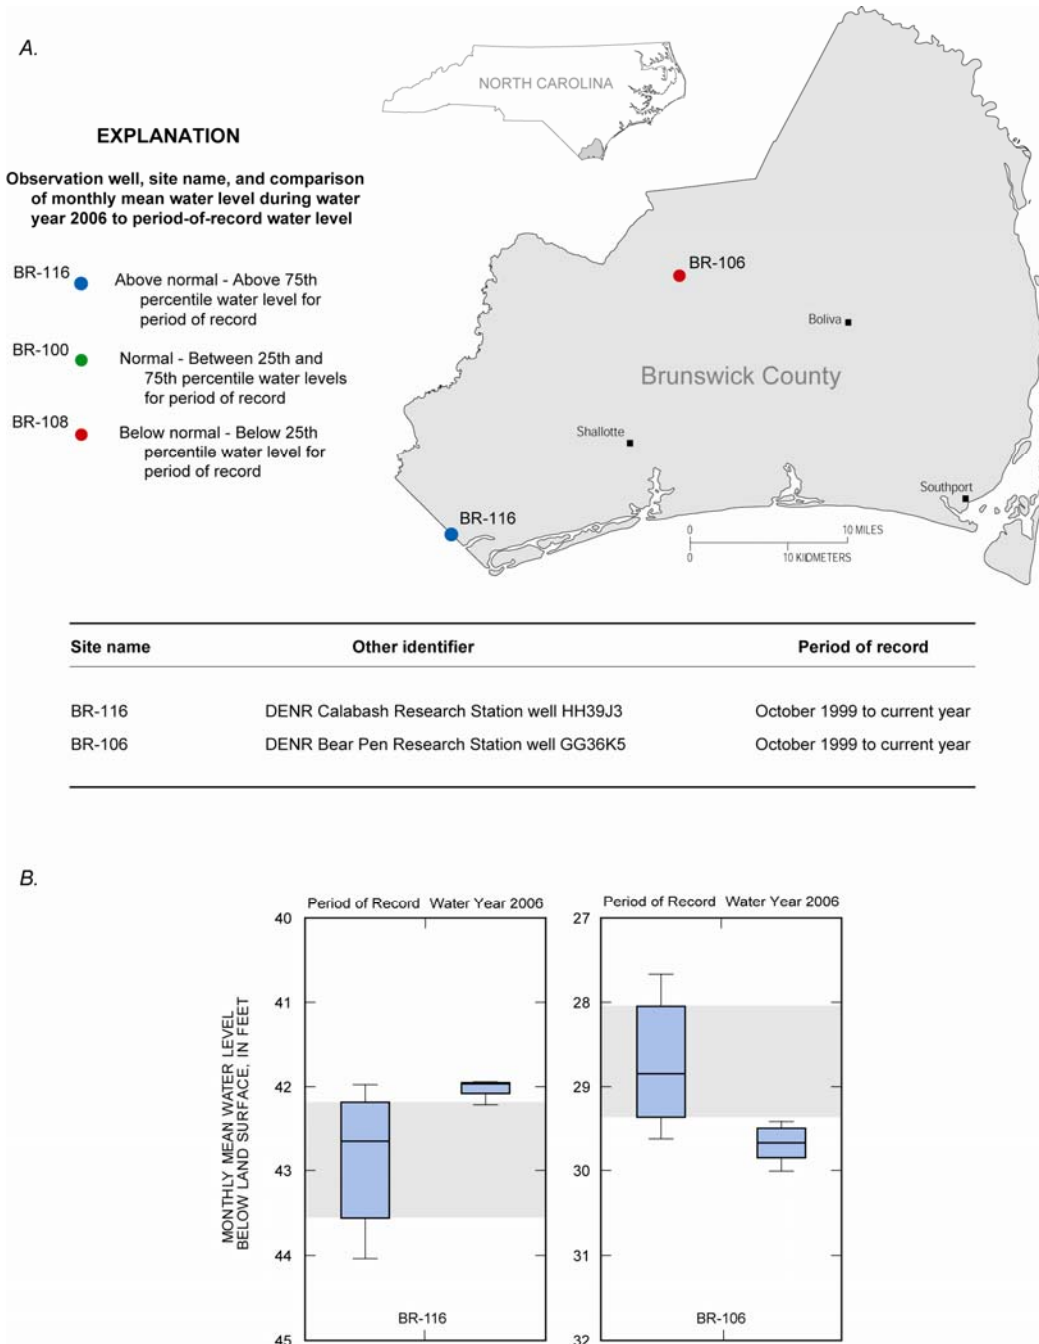 A.
NORTH CAROLINA
EXPLANATION
Observation well, site name, and comparison
of monthly mean water level during water
year 2006 to period-of-record water level
BR-116
Above normal - Above 75th
percentile water level for
period of record
BR-100
Normal - Between 25th and
75th percentile water levels
for period of record
BR-108
Below normal - Below 25th
percentile water level for
period of record
BR-106
Boliva
Brunswick County
Shallotte
Southport
BR-116
0 10 MILES
0 10 KILOMETERS
Site name Other identifier Period of record
BR-116 DENR Calabash Research Station well HH39J3 October 1999 to current year
BR-106 DENR Bear Pen Research Station well GG36K5 October 1999 to current year
B.
MONTHLY MEAN WATER LEVEL
BELOW LAND SURFACE, IN FEET
Period of Record Water Year 2006
40
41
42
43
44
45
BR-116
Period of Record Water Year 2006
27
28
29
30
31
32
BR-106